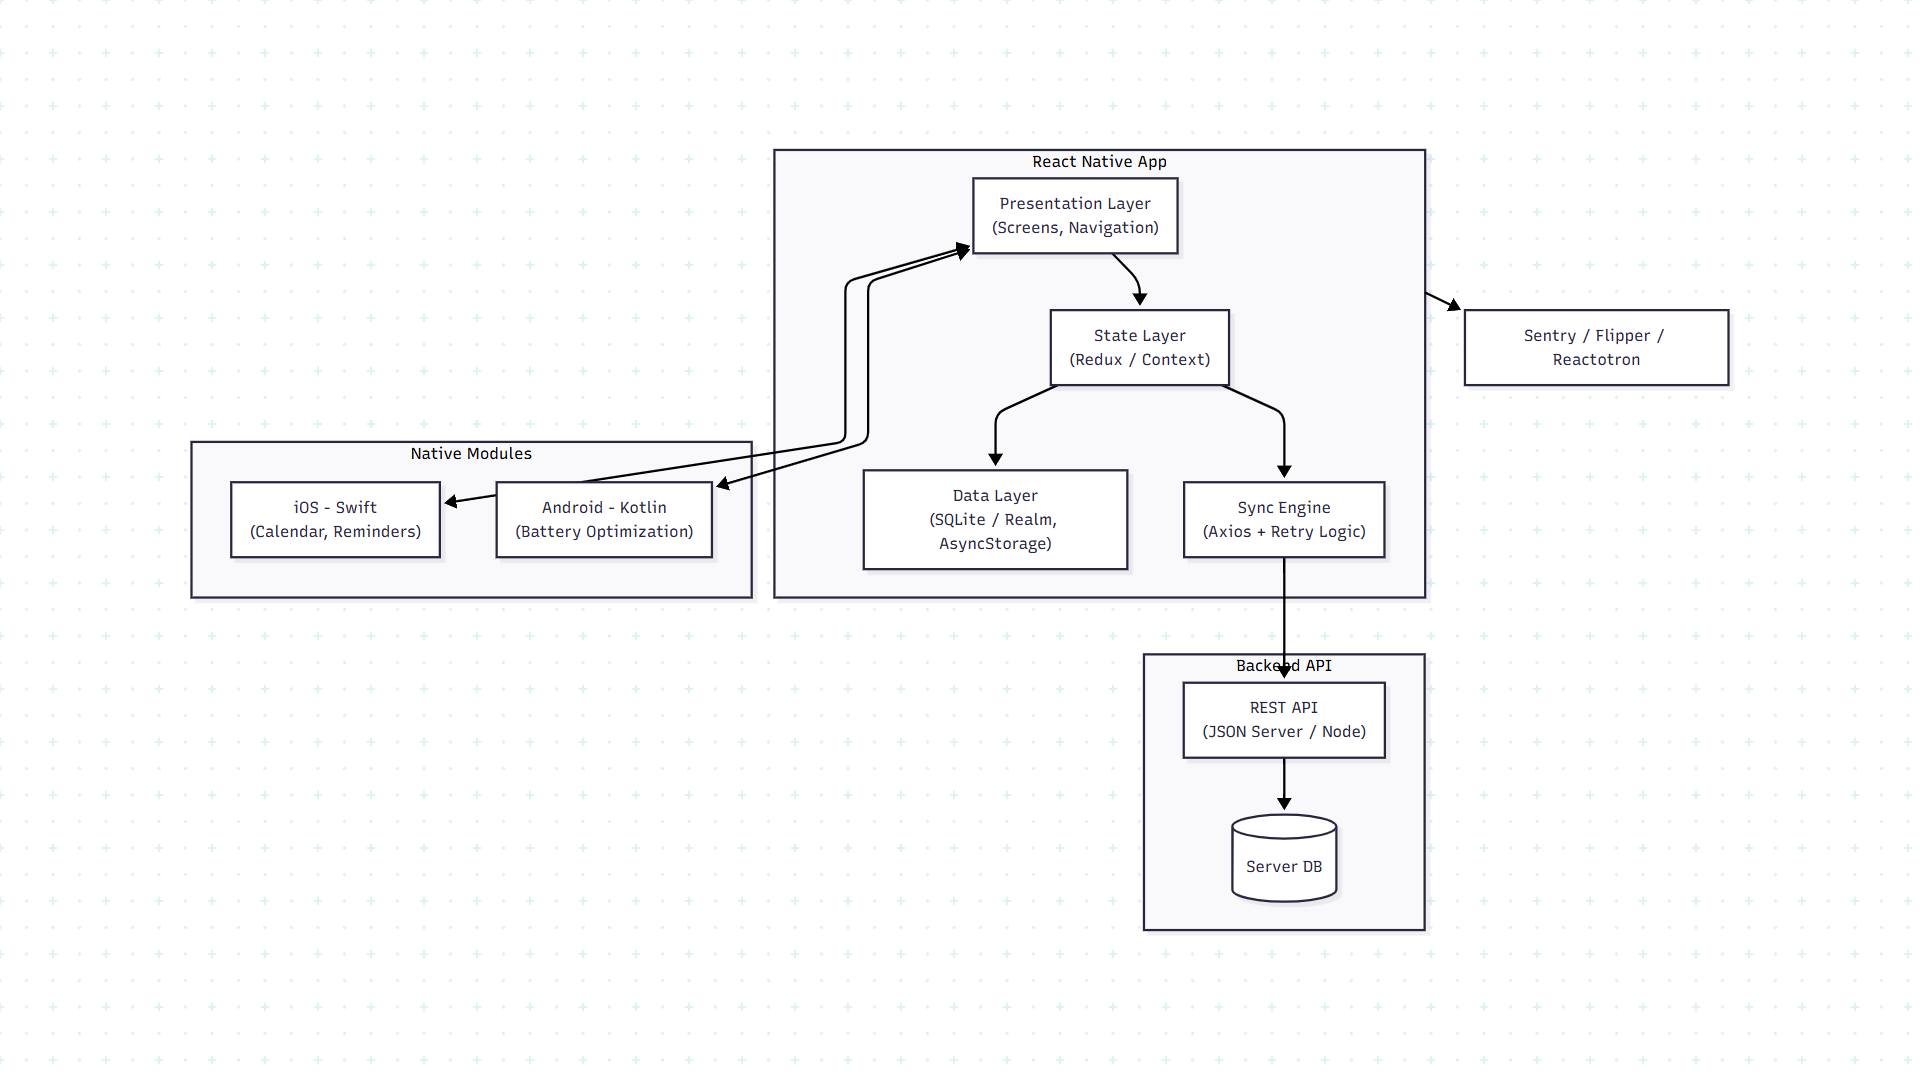 React Native App
Presentation Layer
(Screens, Navigation)
State Layer
(Redux / Context)
Sentry / Flipper /
Reactotron
Native Modules
iOS - Swift
(Calendar, Reminders)
Android - Kotlin
(Battery Optimization)
Data Layer
(SQLite / Realm,
AsyncStorage)
Sync Engine
(Axios + Retry Logic)
Backend API
REST API
(JSON Server / Node)
Server DB